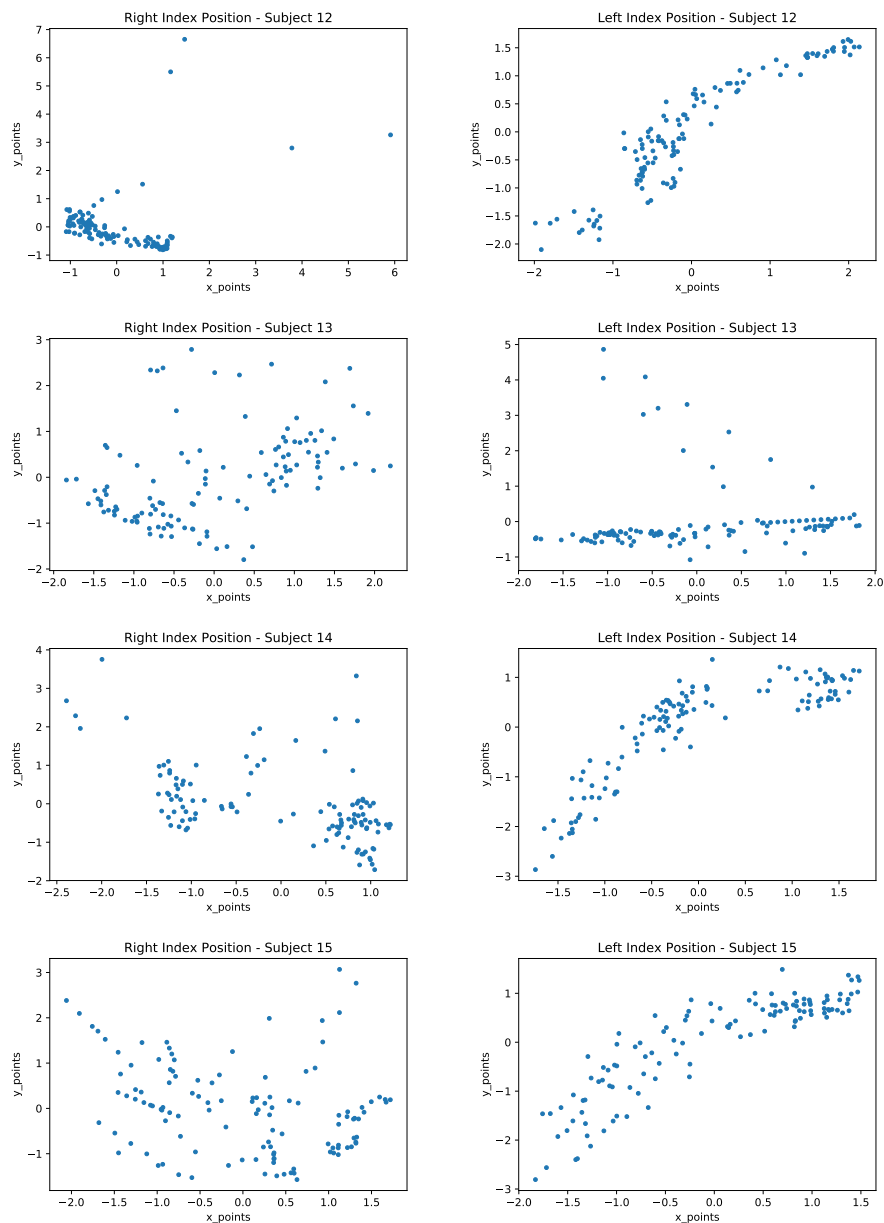 Right Index Position - Subject 12
7
6
5
4
3
2
1
0
−1
y_points
−1 0 1 2 3 4 5 6
x_points
Left Index Position - Subject 12
1.5
1.0
0.5
0.0
−0.5
−1.0
−1.5
−2.0
y_points
−2 −1 0 1 2
x_points
Right Index Position - Subject 13
3
2
1
0
−1
−2
y_points
−2.0 −1.5 −1.0 −0.5 0.0 0.5 1.0 1.5 2.0
x_points
Left Index Position - Subject 13
5
4
3
2
1
0
−1
y_points
−2.0 −1.5 −1.0 −0.5 0.0 0.5 1.0 1.5 2.0
x_points
Right Index Position - Subject 14
4
3
2
1
0
−1
−2
y_points
−2.5 −2.0 −1.5 −1.0 −0.5 0.0 0.5 1.0
x_points
Left Index Position - Subject 14
1
0
−1
−2
−3
y_points
−1.5 −1.0 −0.5 0.0 0.5 1.0 1.5
x_points
Right Index Position - Subject 15
3
2
1
0
−1
y_points
−2.0 −1.5 −1.0 −0.5 0.0 0.5 1.0 1.5
x_points
Left Index Position - Subject 15
1
0
−1
−2
−3
y_points
−1.5 −1.0 −0.5 0.0 0.5 1.0 1.5
x_points